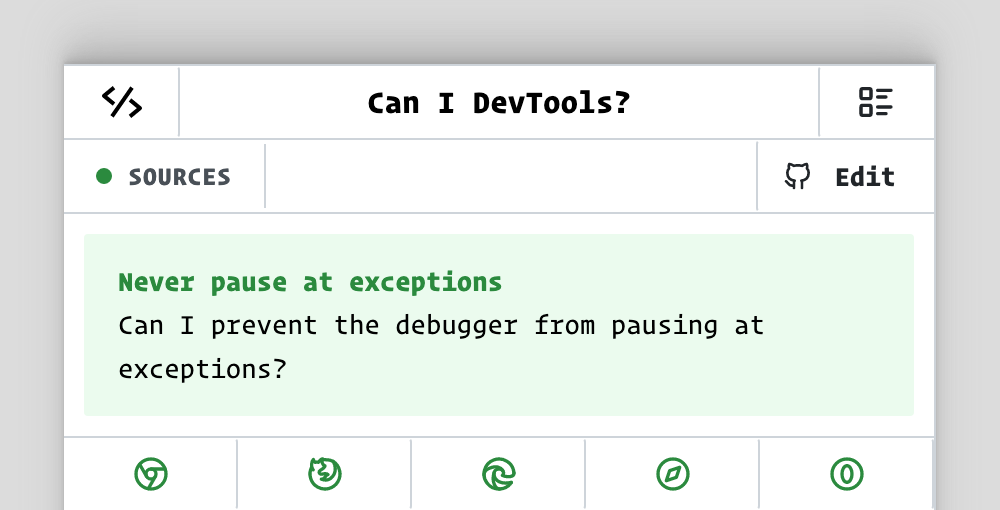 Can I DevTools?
SOURCES
Edit
Never pause at exceptions
Can I prevent the debugger from pausing at
exceptions?